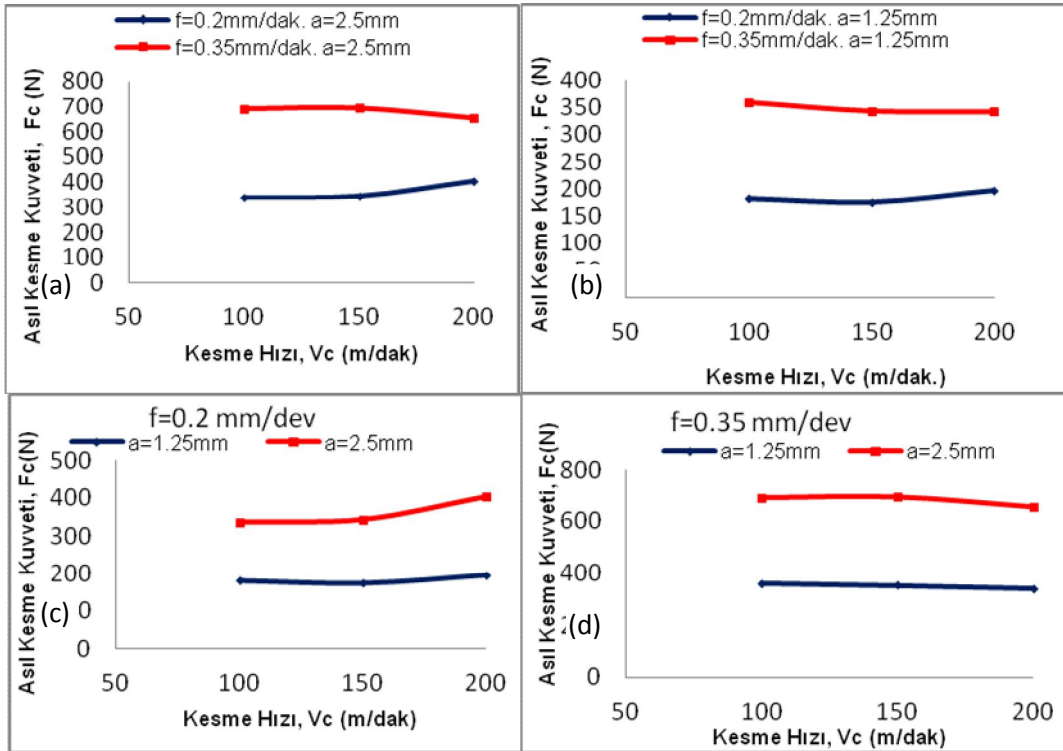 f=0.2mm/dak. a=2.5mm
f=0.35mm/dak. a=2.5mm
Asıl Kesme Kuvveti, Fc (N)
800
700
600
500
400
300
200
100
0
(a)
50 100 150 200
Kesme Hızı, Vc (m/dak)
f=0.2mm/dak. a=1.25mm
f=0.35mm/dak. a=1.25mm
Asıl Kesme Kuvveti , Fc (N)
400
350
300
250
200
150
100
(b)
50 100 150 200
Kesme Hızı, Vc (m/dak.)
f=0.2 mm/dev
a=1.25mm a=2.5mm
Asıl Kesme Kuvveti, Fc(N)
500
400
300
200
0
(c)
0
50 100 150 200
Kesme Hızı, Vc (m/dak)
f=0.35 mm/dev
a=1.25mm a=2.5mm
Asıl Kesme Kuvveti, Fc(N)
800
600
400
(d)
0
50 100 150 200
Kesme Hızı, Vc (m/dak)